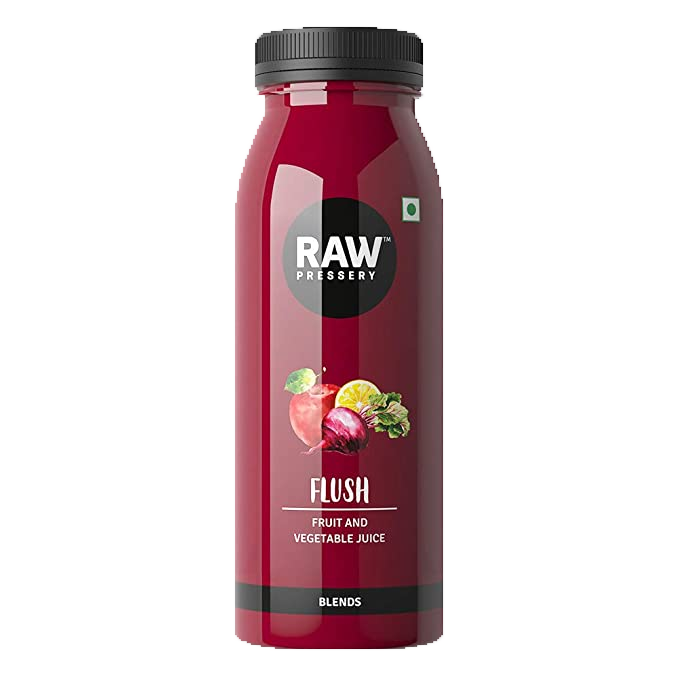 RAW™
PRESSERY
FLUSH
FRUIT AND
VEGETABLE JUICE
BLENDS